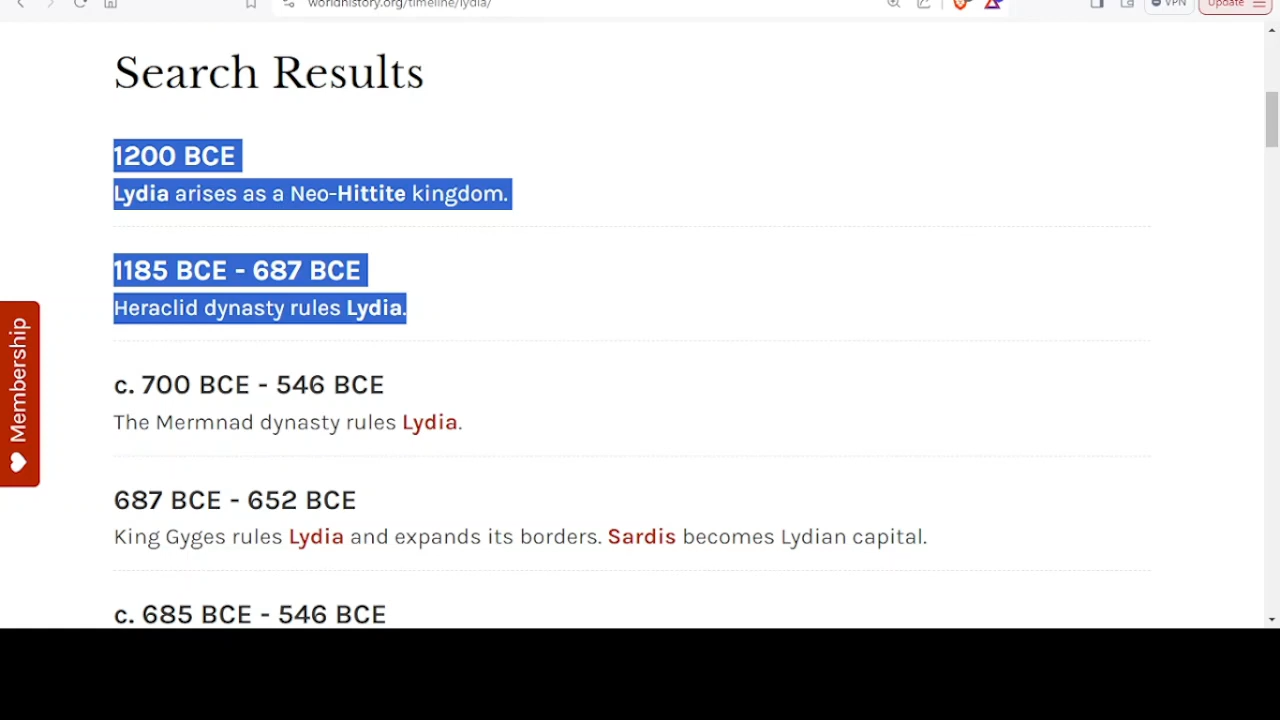 worldhistory.org/timeline/lydia/
VPN
Update
Search Results
1200 BCE
Lydia arises as a Neo-Hittite kingdom.
1185 BCE - 687 BCE
Heraclid dynasty rules Lydia.
c. 700 BCE - 546 BCE
The Mermnad dynasty rules Lydia.
687 BCE - 652 BCE
King Gyges rules Lydia and expands its borders. Sardis becomes Lydian capital.
c. 685 BCE - 546 BCE
Membership